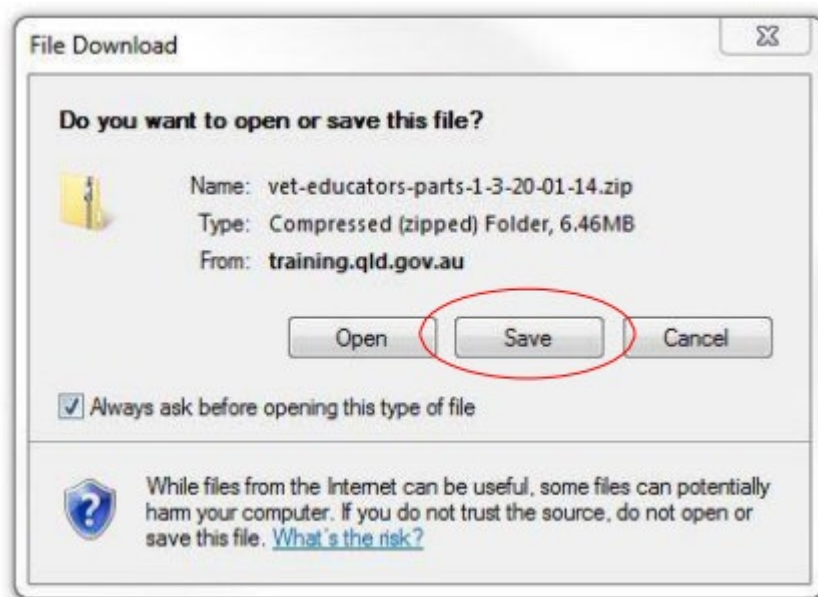 File Download
Do you want to open or save this file?
Name: vet-educators-parts-1-3-20-01-14.zip
Type: Compressed (zipped) Folder, 6.46MB
From: training.qld.gov.au
Open Save Cancel
Always ask before opening this type of file
While files from the Internet can be useful, some files can potentially
harm your computer. If you do not trust the source, do not open or
save this file. What's the risk?